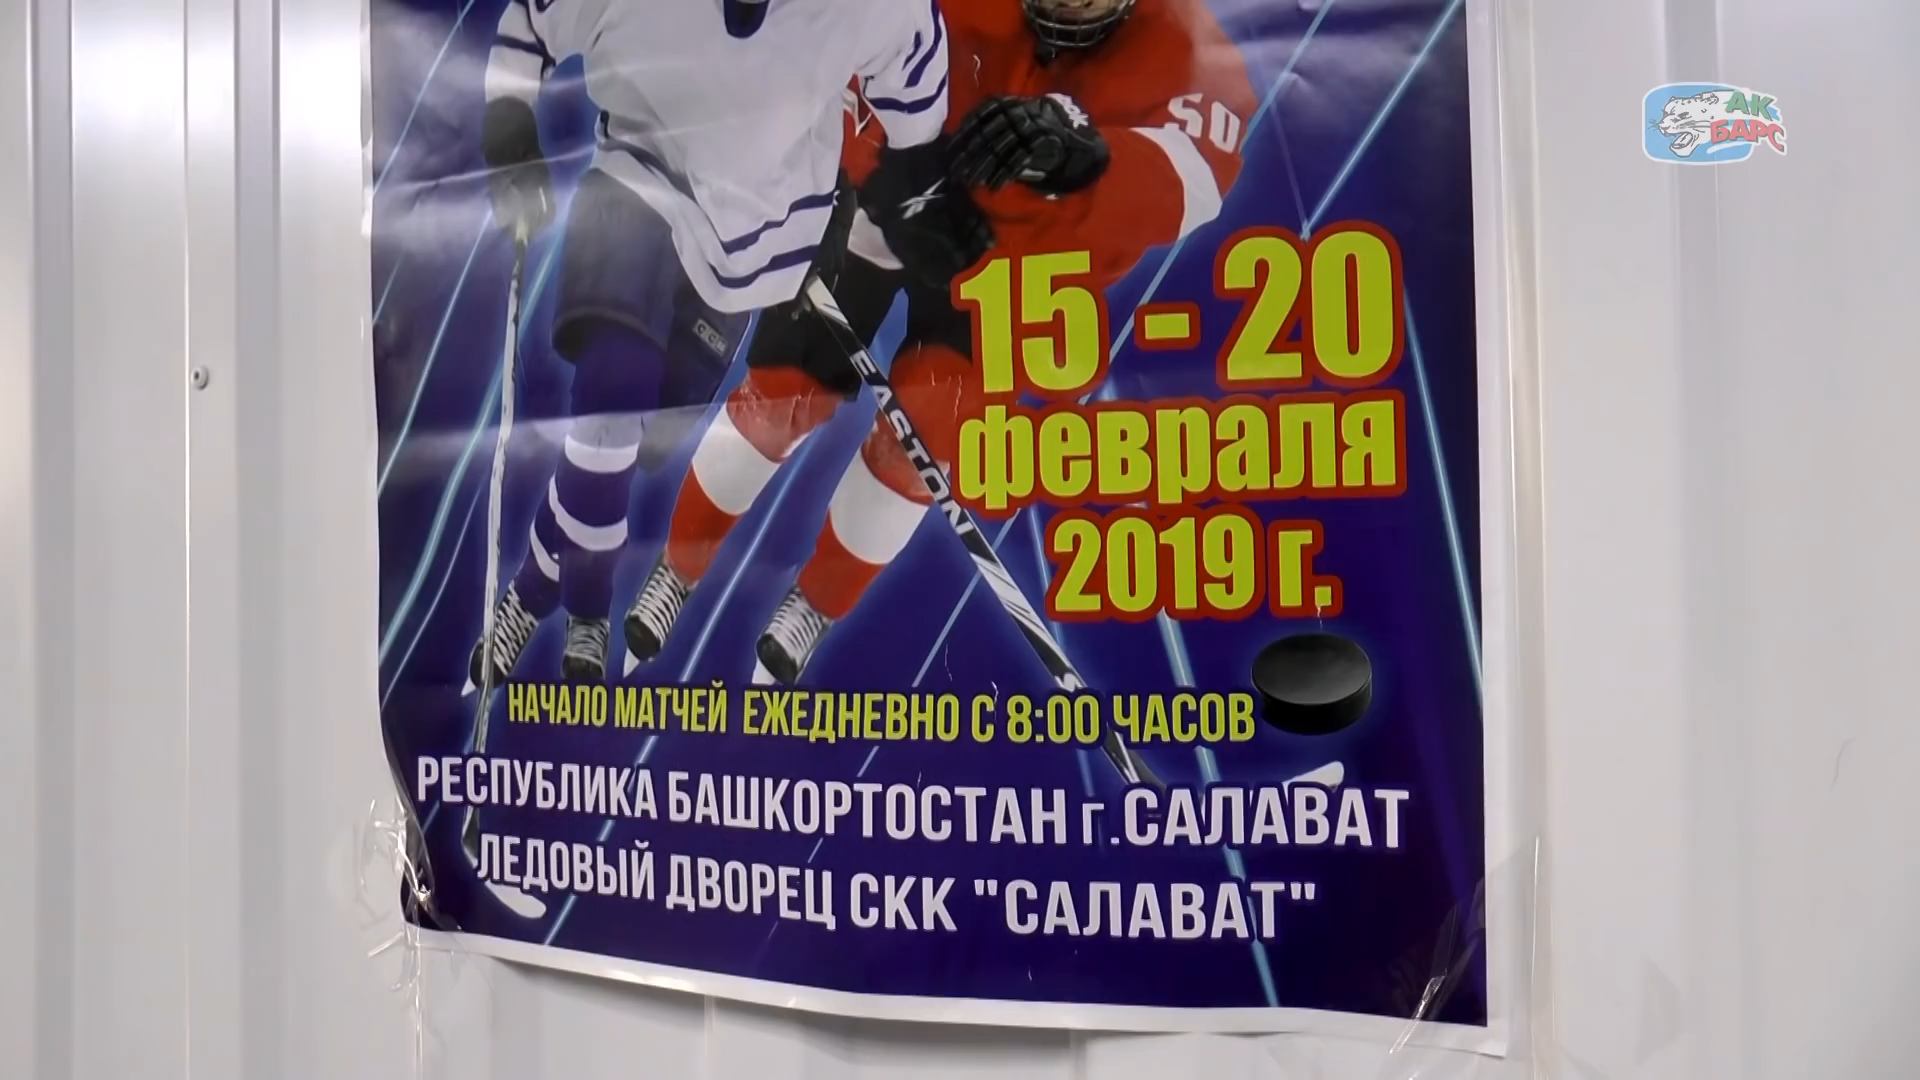 АК
БАРС
SO
CCM
EASTON
15 - 20
февраля
2019 г.
НАЧАЛО МАТЧЕЙ ЕЖЕДНЕВНО С 8:00 ЧАСОВ
РЕСПУБЛИКА БАШКОРТОСТАН г.САЛАВАТ
ЛЕДОВЫЙ ДВОРЕЦ СКК "САЛАВАТ"